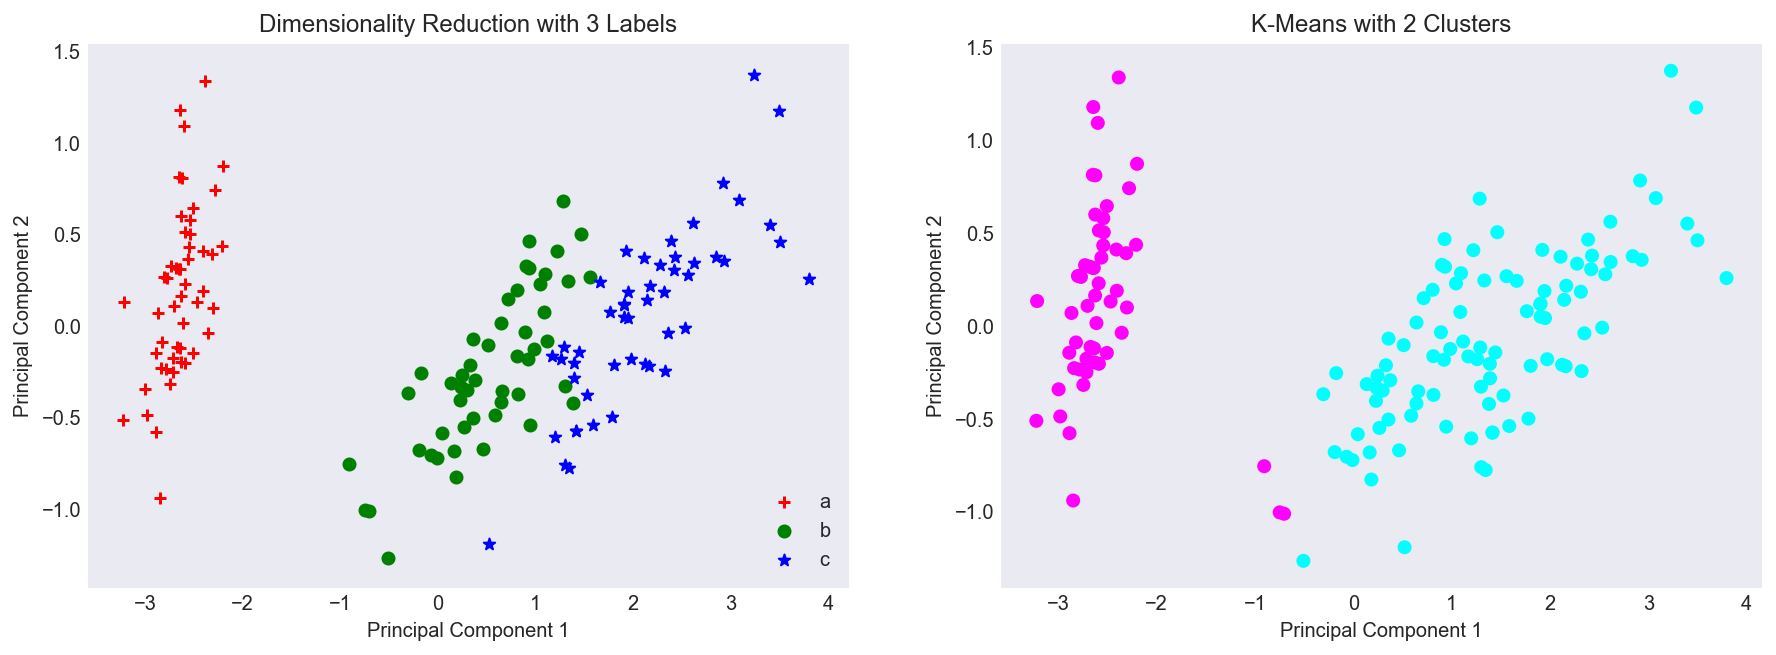 Dimensionality Reduction with 3 Labels
1.5
1.0
0.5
0.0
−0.5
−1.0
Principal Component 2
a
b
c
−3 −2 −1 0 1 2 3 4
Principal Component 1
K-Means with 2 Clusters
1.5
1.0
0.5
0.0
−0.5
−1.0
Principal Component 2
−3 −2 −1 0 1 2 3 4
Principal Component 1